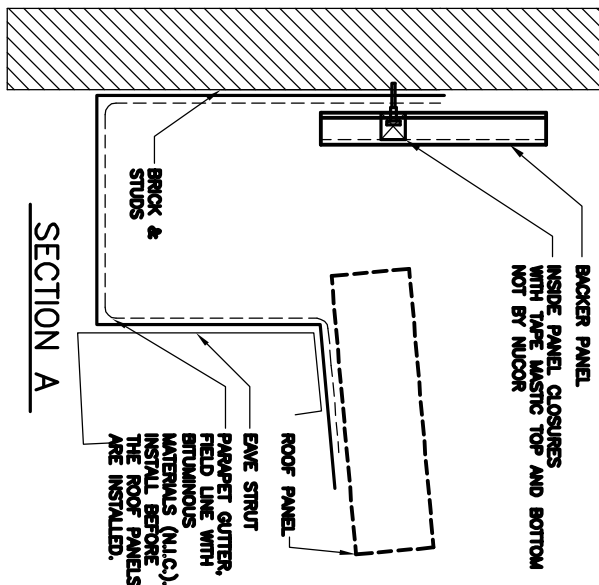 BACKER PANEL
INSIDE PANEL CLOSURES
WITH TAPE MASTIC TOP AND BOTTOM
NOT BY NUCOR
BRICK &
STUDS
ROOF PANEL
EAVE STRUT
PARAPET GUTTER,
FIELD LINE WITH
BITUMINOUS
MATERIALS (N.I.C.).
INSTALL BEFORE
THE ROOF PANELS
ARE INSTALLED.
SECTION A